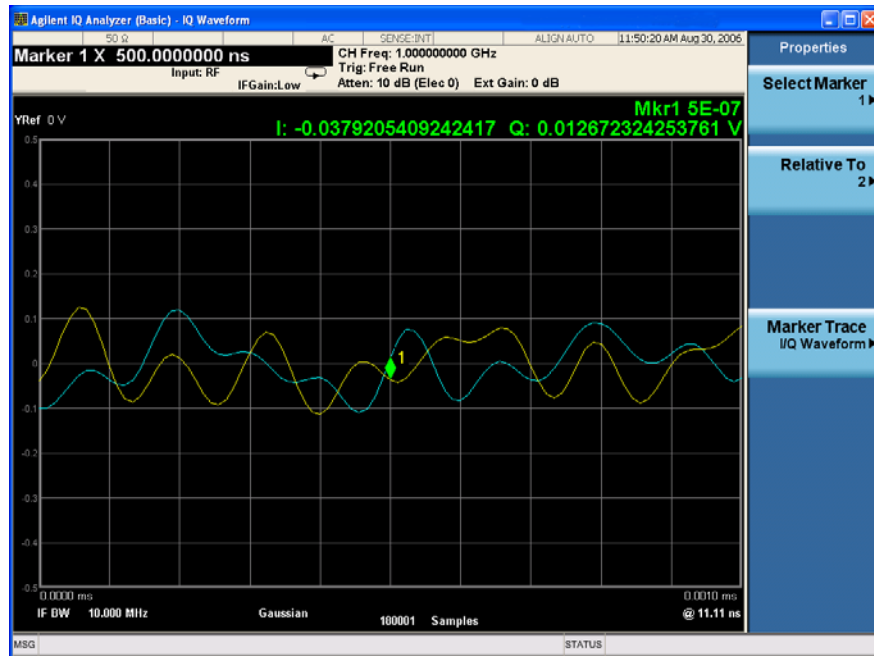 Agilent IQ Analyzer (Basic) - IQ Waveform
50 Ω AC SENSE:INT ALIGN AUTO 11:50:20 AM Aug 30, 2006
Marker 1 X 500.0000000 ns
Input: RF
IFGain:Low
CH Freq: 1.000000000 GHz
Trig: Free Run
Atten: 10 dB (Elec 0) Ext Gain: 0 dB
Mkr1 5E-07
YRef 0 V
I: -0.0379205409242417 Q: 0.012672324253761 V
0.5
0.4
0.3
0.2
0.1
0
-0.1
-0.2
-0.3
-0.4
-0.5
1
0.0000 ms
0.0010 ms
IF BW 10.000 MHz
Gaussian
100001 Samples
@ 11.11 ns
MSG
STATUS
Properties
Select Marker
1
Relative To
2
Marker Trace
I/Q Waveform